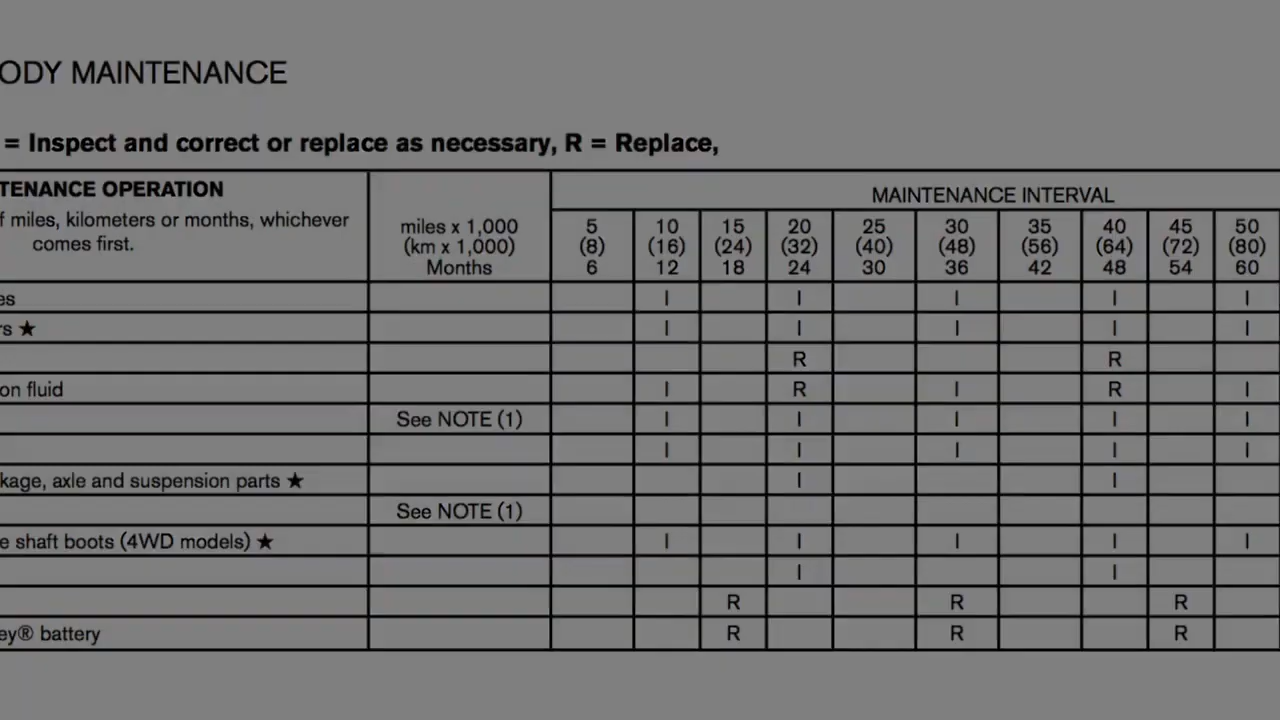 ODY MAINTENANCE
= Inspect and correct or replace as necessary, R = Replace,
TENANCE OPERATION
f miles, kilometers or months, whichever
comes first.
miles x 1,000
(km x 1,000)
Months
MAINTENANCE INTERVAL
5 10 15 20 25 30 35 40 45 50
(8) (16) (24) (32) (40) (48) (56) (64) (72) (80)
6 12 18 24 30 36 42 48 54 60
es I I I I I
rs ★ I I I I I
R R
on fluid I R I R I
See NOTE (1) I I I I I
I I I I I
kage, axle and suspension parts ★ I I
See NOTE (1)
e shaft boots (4WD models) ★ I I I I I
I I
R R R
ey® battery R R R